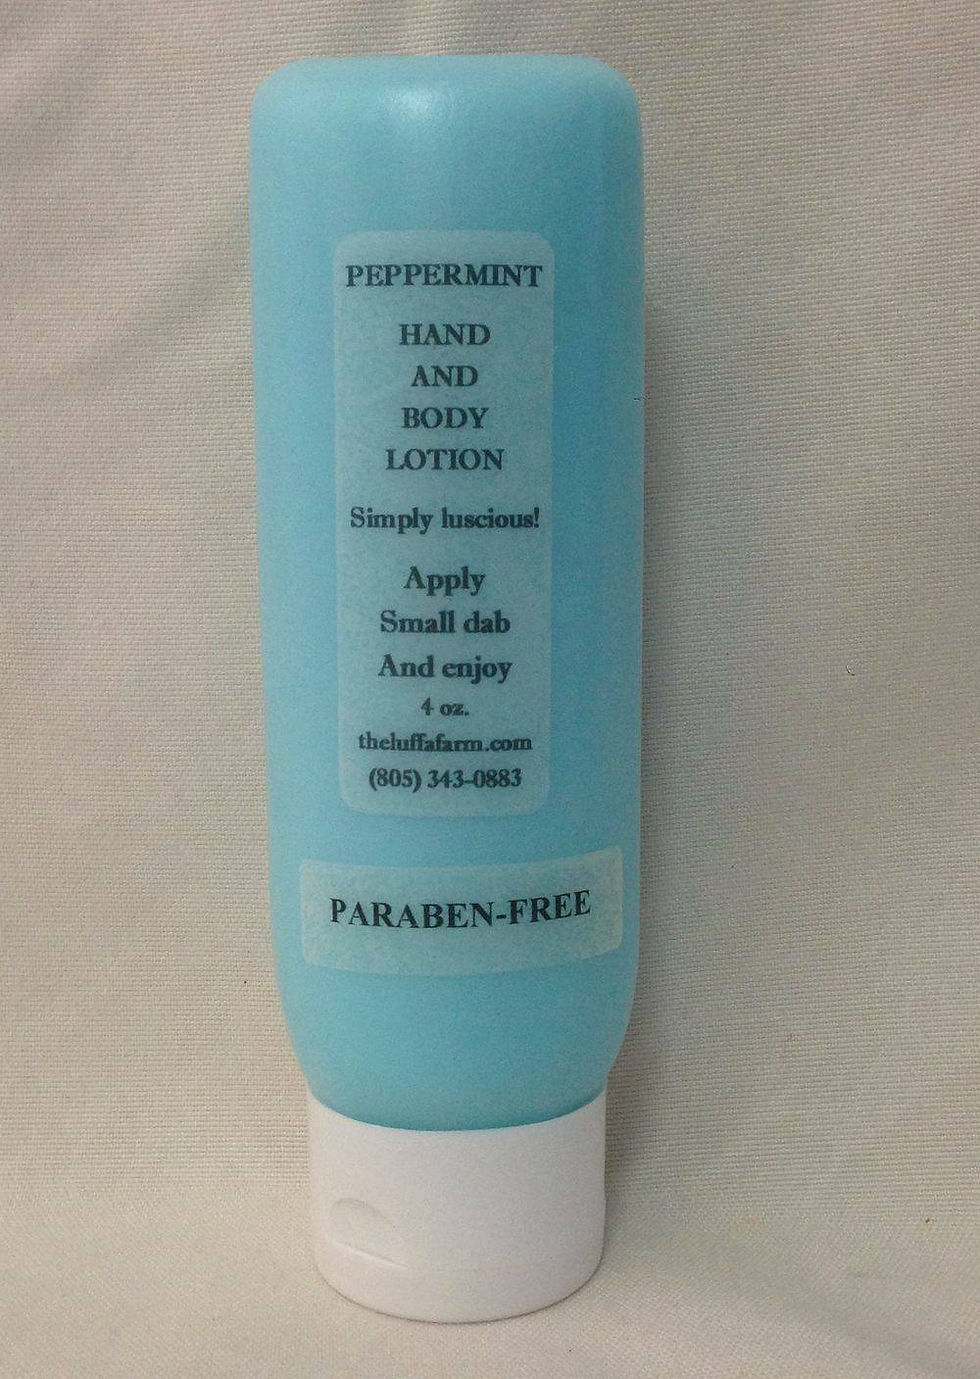 PEPPERMINT
HAND
AND
BODY
LOTION
Simply luscious!
Apply
Small dab
And enjoy
4 oz.
theluffafarm.com
(805) 343-0883
PARABEN-FREE